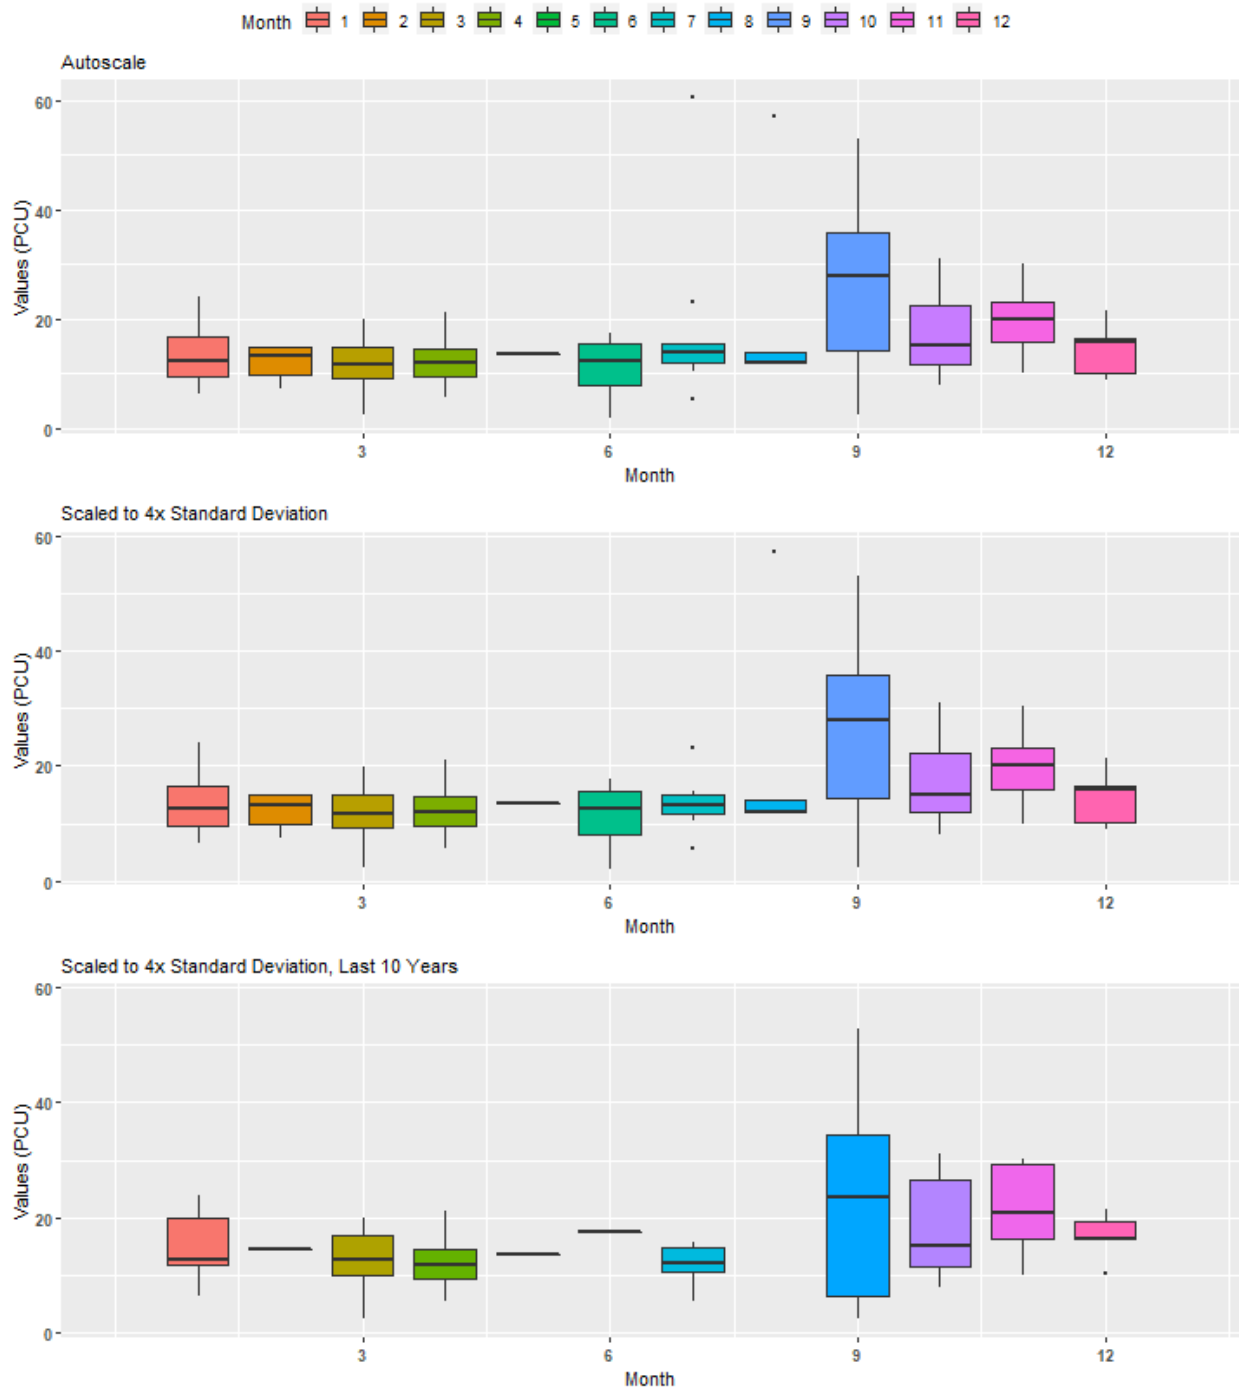 Month 1 2 3 4 5 6 7 8 9 10 11 12
Autoscale
Values (PCU)
60
40
20
0
3 6 9 12
Month
Scaled to 4x Standard Deviation
Values (PCU)
60
40
20
0
3 6 9 12
Month
Scaled to 4x Standard Deviation, Last 10 Years
Values (PCU)
60
40
20
0
3 6 9 12
Month